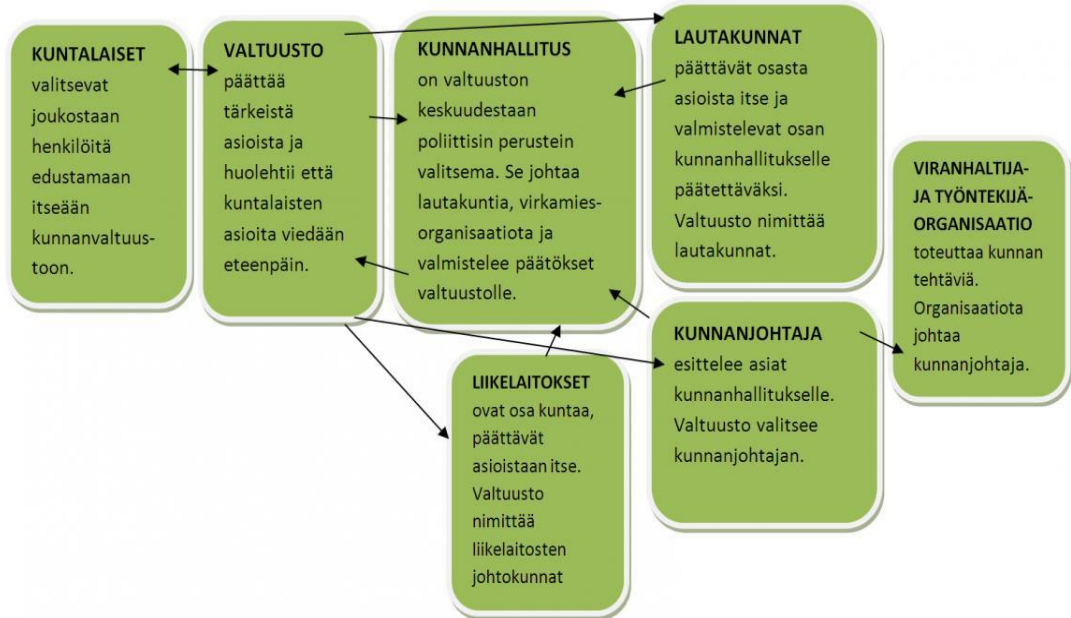 KUNTALAISET
valitsevat
joukostaan
henkilöitä
edustamaan
itseään
kunnanvaltuus-
toon.
VALTUUSTO
päättää
tärkeistä
asioista ja
huolehtii että
kuntalaisten
asioita viedään
eteenpäin.
KUNNANHALLITUS
on valtuuston
keskuudestaan
poliittisin perustein
valitsema. Se johtaa
lautakuntia, virkamies-
organisaatiota ja
valmistelee päätökset
valtuustolle.
LAUTAKUNNAT
päättävät osasta
asioista itse ja
valmistelevat osan
kunnanhallitukselle
päätettäväksi.
Valtuusto nimittää
lautakunnat.
VIRANHALTIJA-
JA TYÖNTEKIJÄ-
ORGANISAATIO
toteuttaa kunnan
tehtäviä.
Organisaatiota
johtaa
kunnanjohtaja.
LIIKELAITOKSET
ovat osa kuntaa,
päättävät
asioistaan itse.
Valtuusto
nimittää
liikelaitosten
johtokunnat
KUNNANJOHTAJA
esittelee asiat
kunnanhallitukselle.
Valtuusto valitsee
kunnanjohtajan.